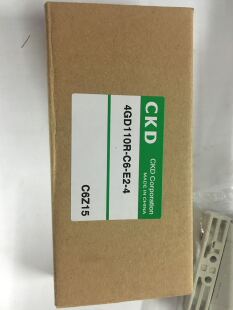 CKD
CKD Corporation
MADE IN CHINA
4GD110R-C6-E2-4
C6Z15